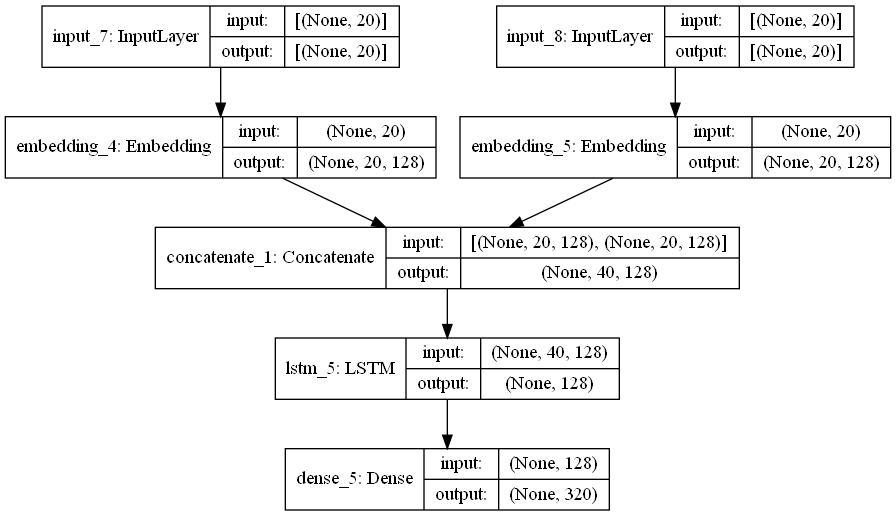 input_7: InputLayer
input: [(None, 20)]
output: [(None, 20)]
input_8: InputLayer
input: [(None, 20)]
output: [(None, 20)]
embedding_4: Embedding
input: (None, 20)
output: (None, 20, 128)
embedding_5: Embedding
input: (None, 20)
output: (None, 20, 128)
concatenate_1: Concatenate
input: [(None, 20, 128), (None, 20, 128)]
output: (None, 40, 128)
lstm_5: LSTM
input: (None, 40, 128)
output: (None, 128)
dense_5: Dense
input: (None, 128)
output: (None, 320)